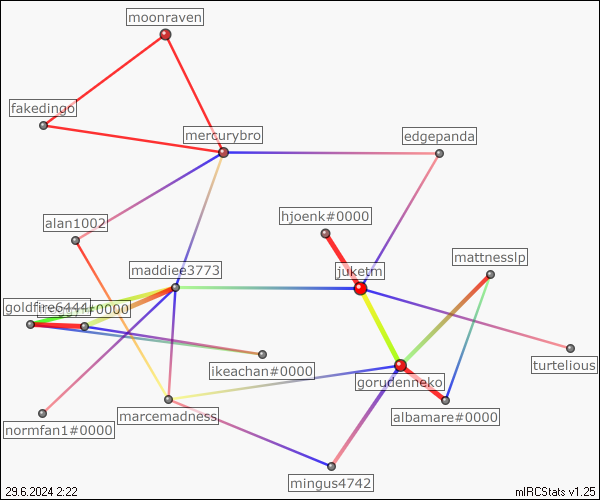 moonraven
fakedingo
mercurybro
edgepanda
hjoenk#0000
alan1002
mattnesslp
maddiee3773
juketm
goldfire6444
#0000
ikeachan#0000
turtelious
gorudenneko
marcemadness
albamare#0000
normfan1#0000
mingus4742
29.6.2024 2:22
mIRCStats v1.25